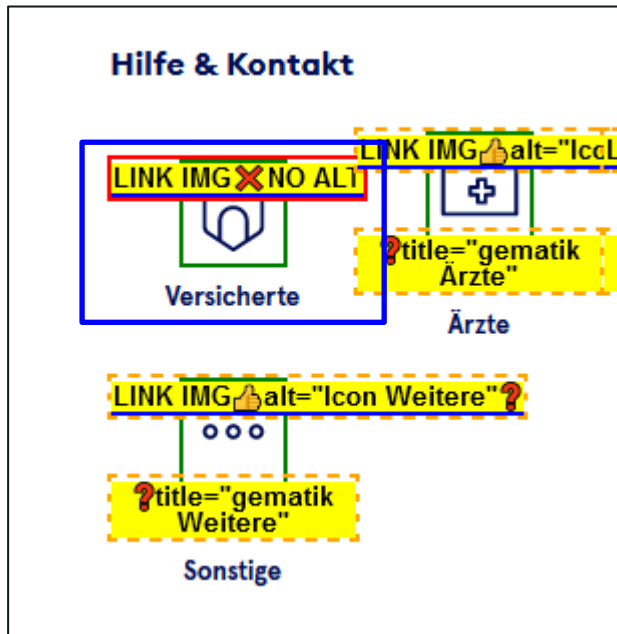 Hilfe & Kontakt
LINK IMG❌NO ALT
LINK IMG👍alt="Ico
❓title="gematik
Ärzte"
Versicherte
Ärzte
LINK IMG👍alt="Icon Weitere"❓
❓title="gematik
Weitere"
Sonstige